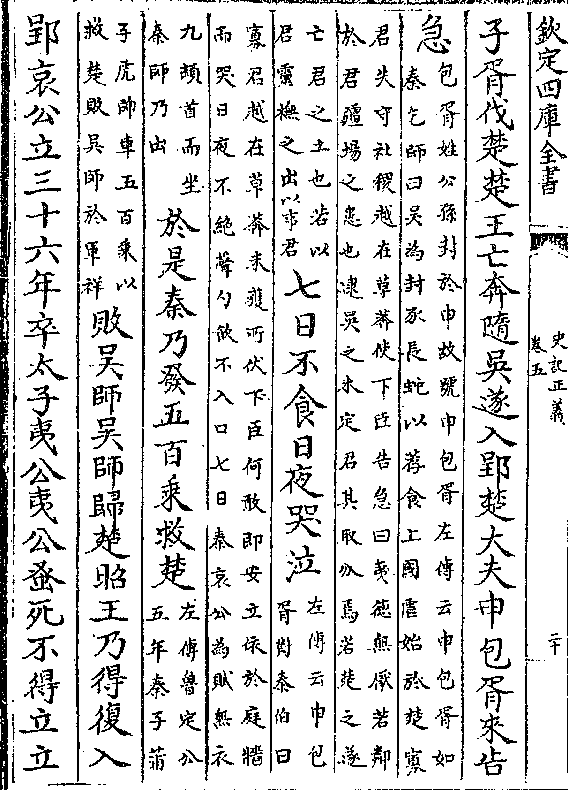 欽定四庫全書
史記正義
卷五
二十
子胥伐楚楚王亡奔隨吳遂入郢楚大夫申包胥來告
急
包胥姓公孫封於申故號申包胥左傳云申包胥如
秦乞師曰吳為封豕長蛇以荐食上國虐始於楚寡
君失守社稷越在草莽使下臣告急曰夷德無厭若鄰
於君疆場之患也逮吳之未定君其取分焉若楚之遂
亡君之土也若以
君靈撫之出以事君
七日不食日夜哭泣
左傳云申包
胥對秦伯曰
寡君越在草莽未獲所伏下臣何敢即安立依於庭牆
而哭日夜不絕聲勺飲不入口七日秦哀公為賦無衣
九頓首而坐
秦師乃出
於是秦乃發五百乘救楚
左傳魯定公
五年秦子蒲
子虎帥車五百乘以
救楚敗吳師於軍祥
敗吳師吳師歸楚昭王乃得復入
郢哀公立三十六年卒太子夷公夷公蚤死不得立立